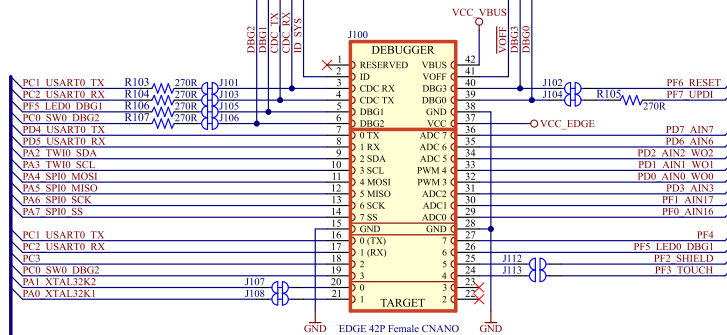 VCC_VBUS
DBG2
DBG1
CDC_TX
CDC_RX
ID_SYS
VOFF
DBG3
DBG0
J100
DEBUGGER
1 RESERVED VBUS 42
2 ID VOFF 41
PC1_USART0_TX R103 270R J101 3 CDC RX DBG3 40 J102 PF6_RESET
PC2_USART0_RX R104 270R J103 4 CDC TX DBG0 39 J104 R105 270R PF7_UPDI
PF5_LED0_DBG1 R106 270R J105 5 DBG1 GND 38
PC0_SW0_DBG2 R107 270R J106 6 DBG2 VCC 37 VCC_EDGE
PD4_USART0_TX 7 0 TX ADC 7 36 PD7_AIN7
PD5_USART0_RX 8 1 RX ADC 6 35 PD6_AIN6
PA2_TWI0_SDA 9 2 SDA ADC 5 34 PD2_AIN2_WO2
PA3_TWI0_SCL 10 3 SCL PWM 4 33 PD1_AIN1_WO1
PA4_SPI0_MOSI 11 4 MOSI PWM 3 32 PD0_AIN0_WO0
PA5_SPI0_MISO 12 5 MISO ADC2 31 PD3_AIN3
PA6_SPI0_SCK 13 6 SCK ADC1 30 PF1_AIN17
PA7_SPI0_SS 14 7 SS ADC0 29 PF0_AIN16
15 GND GND 28
PC1_USART0_TX 16 0 (TX) 7 27 PF4
PC2_USART0_RX 17 1 (RX) 6 26 PF5_LED0_DBG1
PC3 18 2 5 25 J112 PF2_SHIELD
PC0_SW0_DBG2 19 3 4 24 J113 PF3_TOUCH
PA1_XTAL32K2 J107 20 0 3 23
PA0_XTAL32K1 J108 21 1 2 22
TARGET
GND EDGE 42P Female CNANO GND